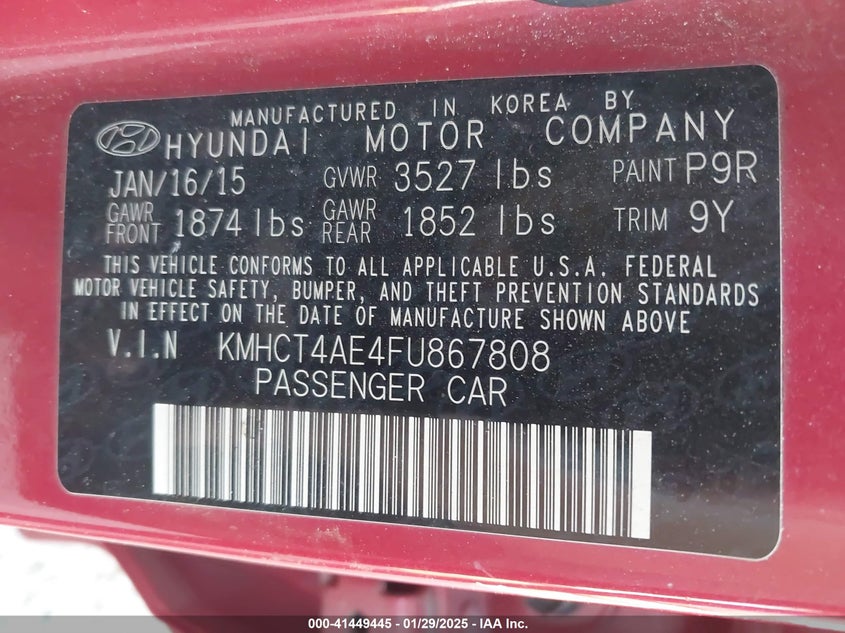 MANUFACTURED IN KOREA BY
HYUNDAI MOTOR COMPANY
JAN/16/15 GVWR 3527 lbs PAINT P9R
GAWR FRONT 1874 lbs GAWR REAR 1852 lbs TRIM 9Y
THIS VEHICLE CONFORMS TO ALL APPLICABLE U.S.A. FEDERAL
MOTOR VEHICLE SAFETY, BUMPER, AND THEFT PREVENTION STANDARDS
IN EFFECT ON THE DATE OF MANUFACTURE SHOWN ABOVE
V.I.N KMHCT4AE4FU867808
PASSENGER CAR
000-41449445 - 01/29/2025 - IAAI, Inc.